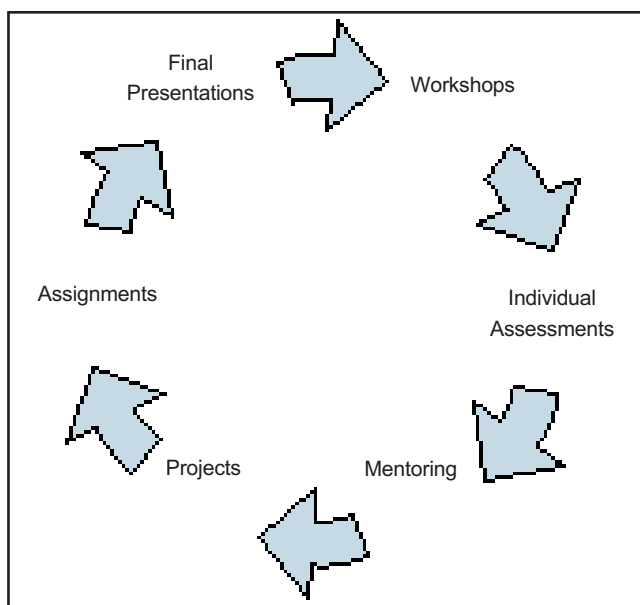 Final
Presentations
Workshops
Individual
Assessments
Mentoring
Projects
Assignments